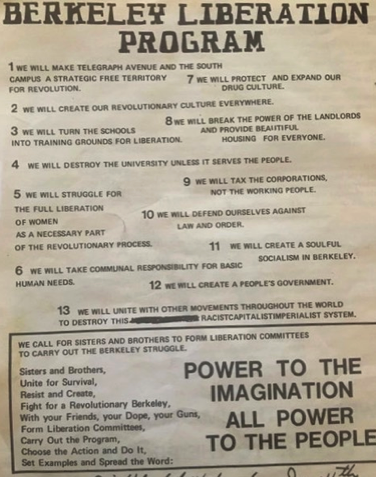 BERKELEY LIBERATION
PROGRAM
1 WE WILL MAKE TELEGRAPH AVENUE AND THE SOUTH
CAMPUS A STRATEGIC FREE TERRITORY
FOR REVOLUTION.
7 WE WILL PROTECT AND EXPAND OUR
DRUG CULTURE.
2 WE WILL CREATE OUR REVOLUTIONARY CULTURE EVERYWHERE.
8 WE WILL BREAK THE POWER OF THE LANDLORDS
AND PROVIDE BEAUTIFUL
HOUSING FOR EVERYONE.
3 WE WILL TURN THE SCHOOLS
INTO TRAINING GROUNDS FOR LIBERATION.
4 WE WILL DESTROY THE UNIVERSITY UNLESS IT SERVES THE PEOPLE.
9 WE WILL TAX THE CORPORATIONS,
NOT THE WORKING PEOPLE.
5 WE WILL STRUGGLE FOR
THE FULL LIBERATION
OF WOMEN
AS A NECESSARY PART
OF THE REVOLUTIONARY PROCESS.
10 WE WILL DEFEND OURSELVES AGAINST
LAW AND ORDER.
11 WE WILL CREATE A SOULFUL
SOCIALISM IN BERKELEY.
6 WE WILL TAKE COMMUNAL RESPONSIBILITY FOR BASIC
HUMAN NEEDS.
12 WE WILL CREATE A PEOPLE'S GOVERNMENT.
13 WE WILL UNITE WITH OTHER MOVEMENTS THROUGHOUT THE WORLD
TO DESTROY THIS RACISTCAPITALISTIMPERIALIST SYSTEM.
WE CALL FOR SISTERS AND BROTHERS TO FORM LIBERATION COMMITTEES
TO CARRY OUT THE BERKELEY STRUGGLE.
Sisters and Brothers,
Unite for Survival,
Resist and Create,
Fight for a Revolutionary Berkeley,
With your Friends, your Dope, your Guns,
Form Liberation Committees,
Carry Out the Program,
Choose the Action and Do It,
Set Examples and Spread the Word:
POWER TO THE
IMAGINATION
ALL POWER
TO THE PEOPLE